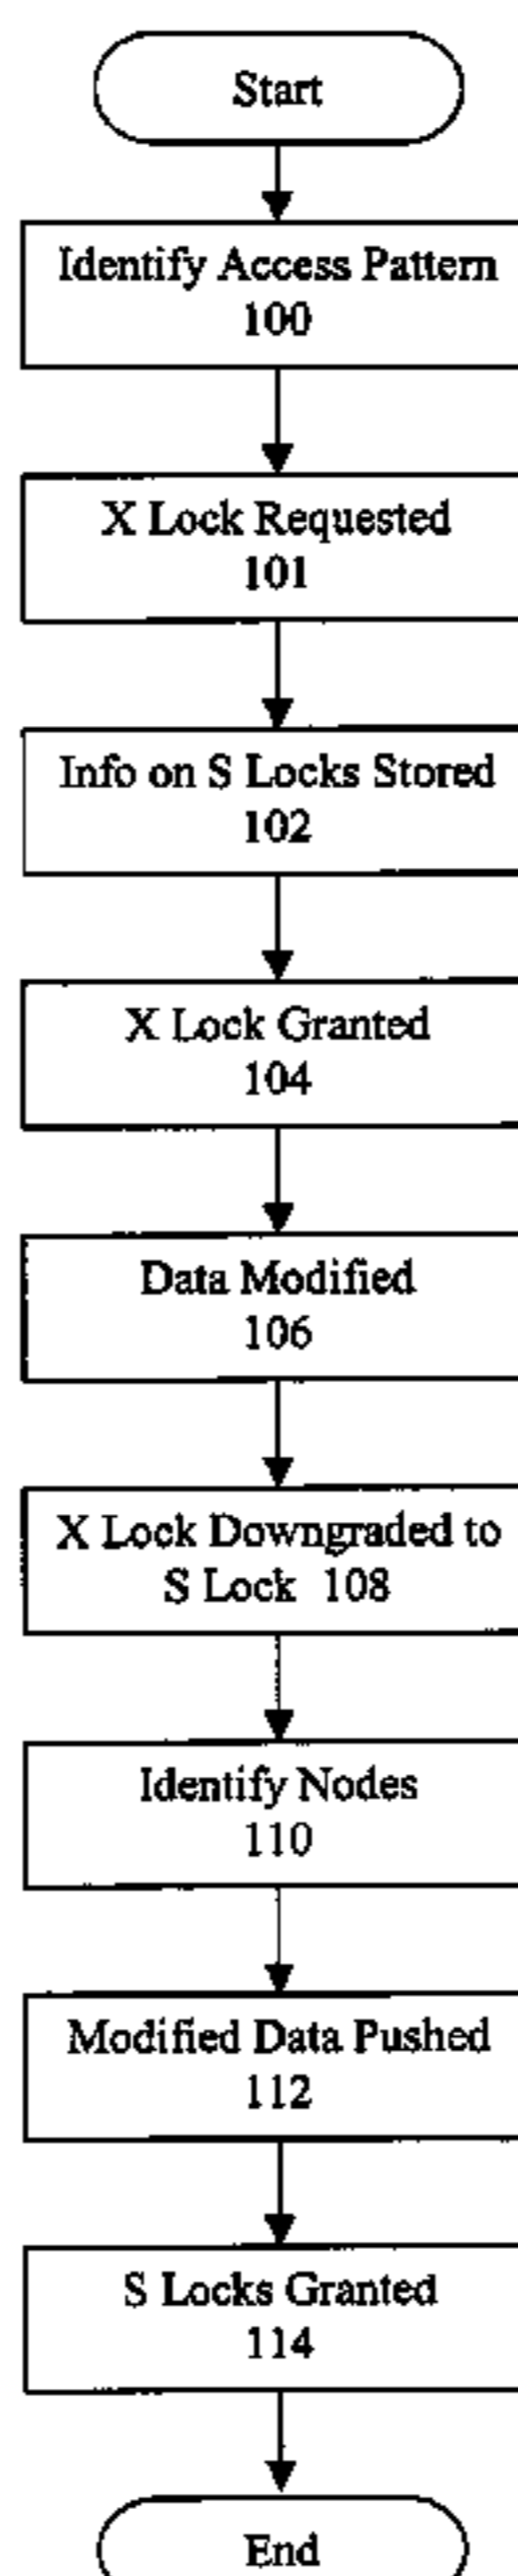 Start
Identify Access Pattern
100
X Lock Requested
101
Info on S Locks Stored
102
X Lock Granted
104
Data Modified
106
X Lock Downgraded to
S Lock 108
Identify Nodes
110
Modified Data Pushed
112
S Locks Granted
114
End